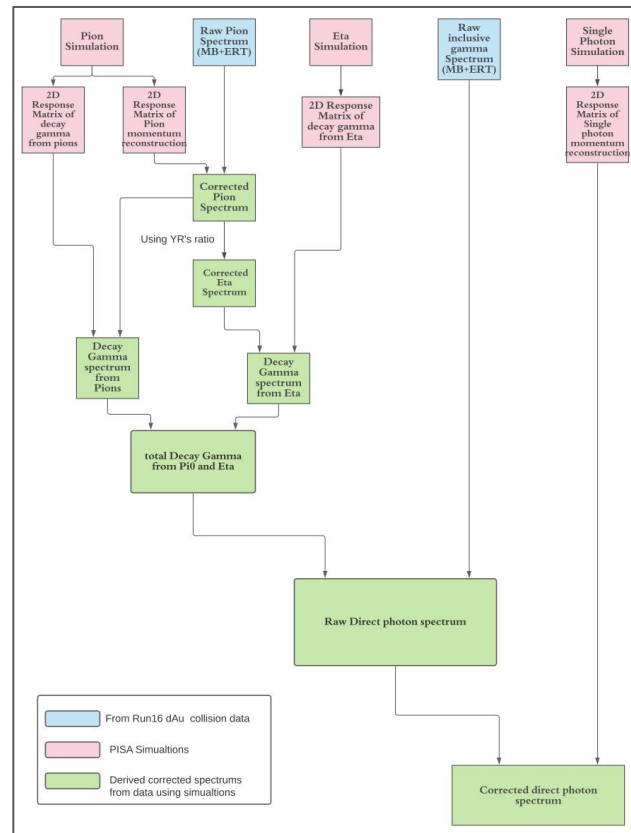 Pion
Simulation
Raw Pion
Spectrum
(MB+ERT)
Eta
Simulation
Raw
inclusive
gamma
Spectrum
(MB+ERT)
Single
Photon
Simulation
2D
Response
Matrix of
decay
gamma
from pions
2D
Response
Matrix of
Pion
momentum
reconstruction
2D Response
Matrix of
decay gamma
from Eta
2D
Response
Matrix of
Single
photon
momentum
reconstruction
Corrected
Pion
Spectrum
Using YR's ratio
Corrected
Eta
Spectrum
Decay
Gamma
spectrum
from
Pions
Decay
Gamma
spectrum
from Eta
total Decay Gamma
from Pi0 and Eta
Raw Direct photon spectrum
From Run16 dAu collision data
PISA Simualtions
Derived corrected spectrums
from data using simualtions
Corrected direct photon
spectrum